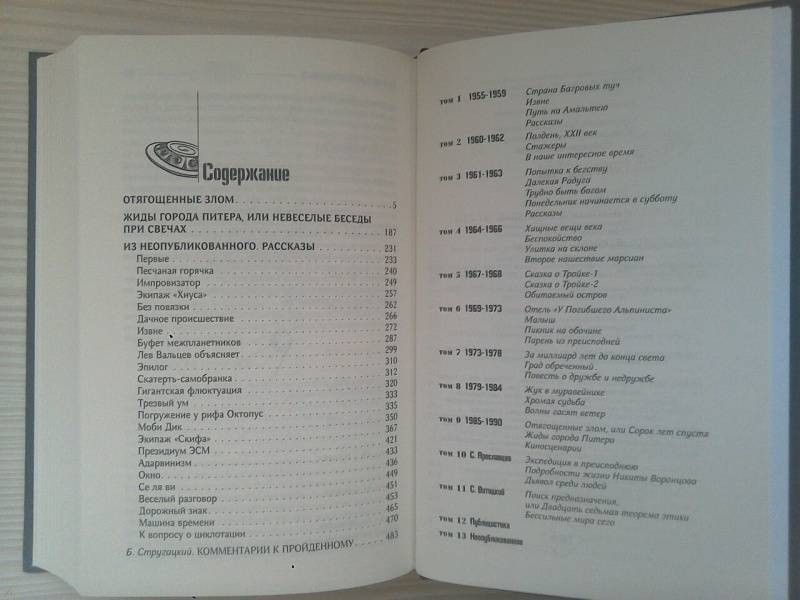 Содержание
ОТЯГОЩЕННЫЕ ЗЛОМ 5
ЖИДЫ ГОРОДА ПИТЕРА, ИЛИ НЕВЕСЕЛЫЕ БЕСЕДЫ
ПРИ СВЕЧАХ 187
ИЗ НЕОПУБЛИКОВАННОГО. РАССКАЗЫ 231
Первые 233
Песчаная горячка 240
Импровизатор 249
Экипаж «Хиуса» 257
Без повязки 262
Дачное происшествие 266
Извне 272
Буфет межпланетников 287
Лев Вальцев объясняет 299
Эпилог 310
Скатерть-самобранка 312
Гигантская флюктуация 320
Трезвый ум 333
Погружение у рифа Октопус 335
Моби Дик 350
Экипаж «Скифа» 367
Президиум ЭСМ 421
Адарвинизм 433
Окно 436
Се ля ви 449
Веселый разговор 451
Дорожный знак 453
Машина времени 465
К вопросу о циклотации 470
Б. Стругацкий. КОММЕНТАРИИ К ПРОЙДЕННОМУ 483
том 1 1955-1959 Страна Багровых туч
Извне
Путь на Амальтею
Рассказы
том 2 1960-1962 Полдень, XXII век
Стажеры
В наше интересное время
том 3 1961-1963 Попытка к бегству
Далекая Радуга
Трудно быть богом
Понедельник начинается в субботу
Рассказы
том 4 1964-1966 Хищные вещи века
Беспокойство
Улитка на склоне
Второе нашествие марсиан
том 5 1967-1968 Сказка о Тройке-1
Сказка о Тройке-2
Обитаемый остров
том 6 1969-1973 Отель «У Погибшего Альпиниста»
Малыш
Пикник на обочине
Парень из преисподней
том 7 1973-1978 За миллиард лет до конца света
Град обреченный
Повесть о дружбе и недружбе
том 8 1979-1984 Жук в муравейнике
Хромая судьба
Волны гасят ветер
том 9 1985-1990 Отягощенные злом, или Сорок лет спустя
Жиды города Питера
Киносценарии
том 10 С. Ярославцев Экспедиция в преисподнюю
Подробности жизни Никиты Воронцова
Дьявол среди людей
том 11 С. Витицкий Поиск предназначения,
или Двадцать седьмая теорема этики
Бессильные мира сего
том 12 Публицистика
том 13 Неопубликованное